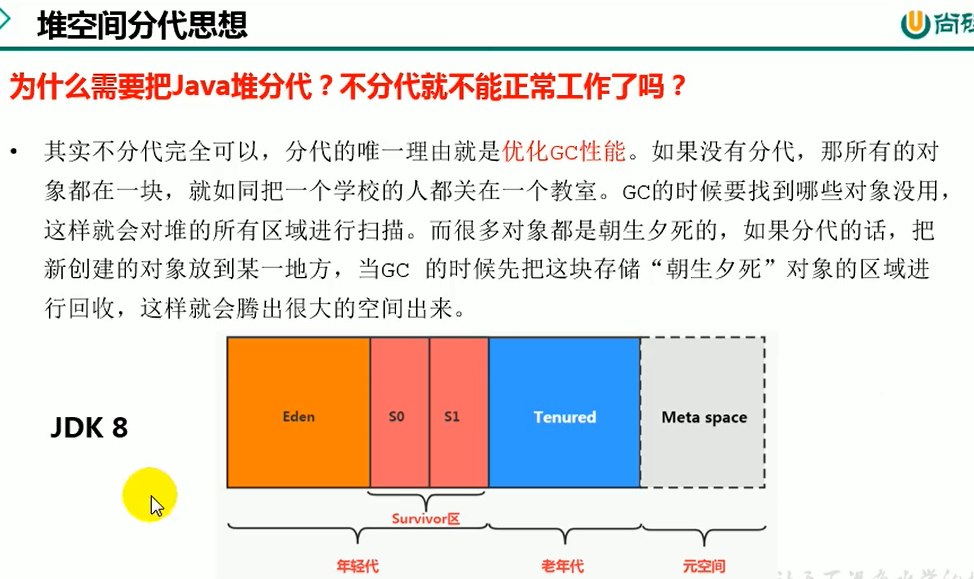 堆空间分代思想
尚硅
为什么需要把Java堆分代？不分代就不能正常工作了吗？
• 其实不分代完全可以，分代的唯一理由就是优化GC性能。如果没有分代，那所有的对
象都在一块，就如同把一个学校的人都关在一个教室。GC的时候要找到哪些对象没用，
这样就会对堆的所有区域进行扫描。而很多对象都是朝生夕死的，如果分代的话，把
新创建的对象放到某一地方，当GC 的时候先把这块存储“朝生夕死”对象的区域进
行回收，这样就会腾出很大的空间出来。
JDK 8
Eden
S0
S1
Tenured
Meta space
Survivor区
年轻代
老年代
元空间